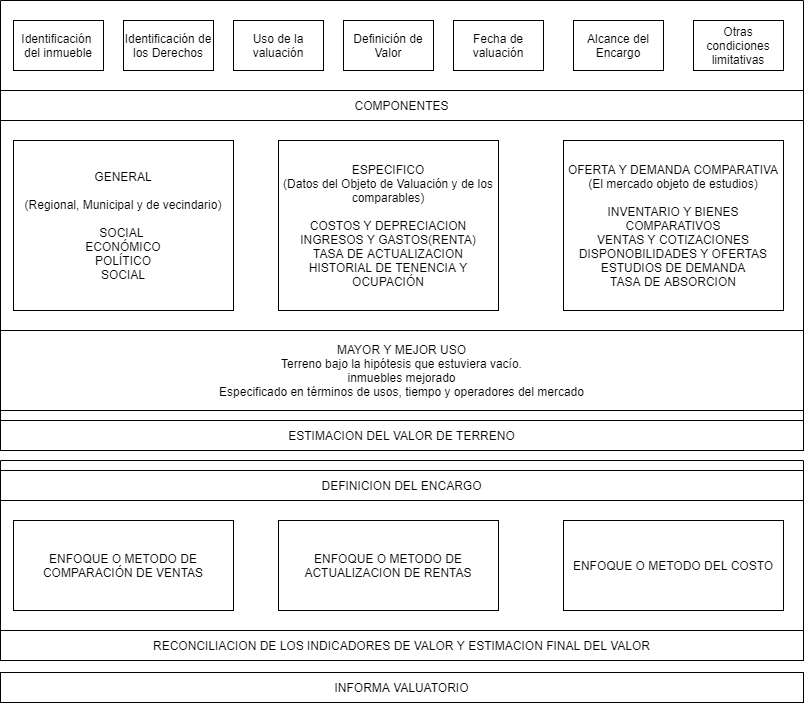 Identificación
del inmueble
Identificación de
los Derechos
Uso de la
valuación
Definición de
Valor
Fecha de
valuación
Alcance del
Encargo
Otras
condiciones
limitativas
COMPONENTES
GENERAL
(Regional, Municipal y de vecindario)
SOCIAL
ECONÓMICO
POLÍTICO
SOCIAL
ESPECIFICO
(Datos del Objeto de Valuación y de los
comparables)
COSTOS Y DEPRECIACION
INGRESOS Y GASTOS(RENTA)
TASA DE ACTUALIZACION
HISTORIAL DE TENENCIA Y
OCUPACIÓN
OFERTA Y DEMANDA COMPARATIVA
(El mercado objeto de estudios)
INVENTARIO Y BIENES
COMPARATIVOS
VENTAS Y COTIZACIONES
DISPONOBILIDADES Y OFERTAS
ESTUDIOS DE DEMANDA
TASA DE ABSORCION
MAYOR Y MEJOR USO
Terreno bajo la hipótesis que estuviera vacío.
inmuebles mejorado
Especificado en términos de usos, tiempo y operadores del mercado
ESTIMACION DEL VALOR DE TERRENO
DEFINICION DEL ENCARGO
ENFOQUE O METODO DE
COMPARACIÓN DE VENTAS
ENFOQUE O METODO DE
ACTUALIZACION DE RENTAS
ENFOQUE O METODO DEL COSTO
RECONCILIACION DE LOS INDICADORES DE VALOR Y ESTIMACION FINAL DEL VALOR
INFORMA VALUATORIO